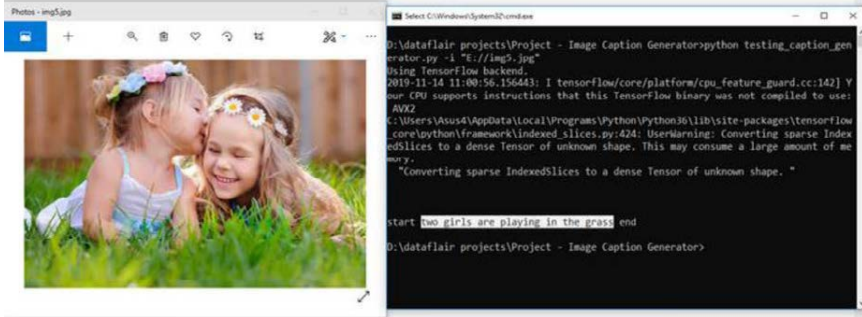 Photos - img5.jpg
Select C:\Windows\System32\cmd.exe
D:\dataflair projects\Project - Image Caption Generator>python testing_caption_gen
erator.py -i "E://img5.jpg"
Using TensorFlow backend.
2019-11-14 11:00:56.156443: I tensorflow/core/platform/cpu_feature_guard.cc:142] Y
our CPU supports instructions that this TensorFlow binary was not compiled to use:
AVX2
C:\Users\Asus4\AppData\Local\Programs\Python\Python36\lib\site-packages\tensorflow
_core\python\framework\indexed_slices.py:424: UserWarning: Converting sparse Index
edSlices to a dense Tensor of unknown shape. This may consume a large amount of me
mory.
"Converting sparse IndexedSlices to a dense Tensor of unknown shape. "
start two girls are playing in the grass end
D:\dataflair projects\Project - Image Caption Generator>